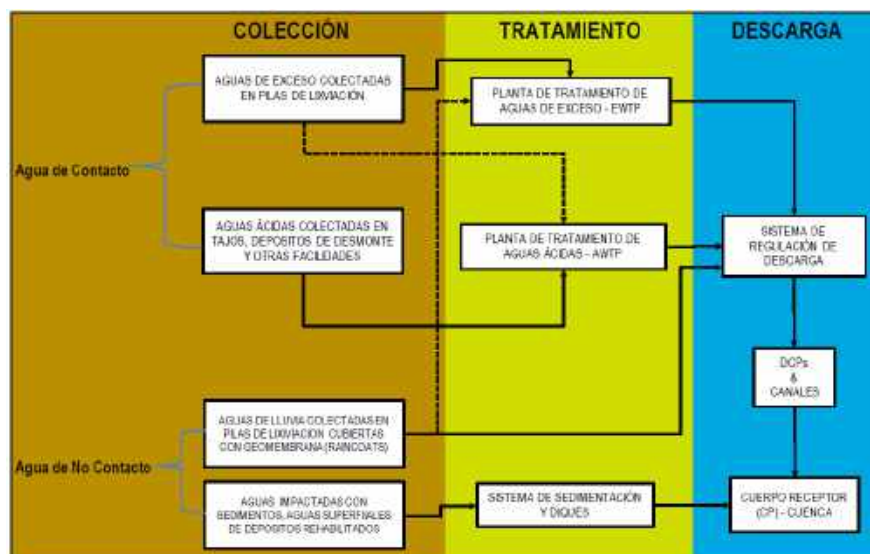 COLECCIÓN
TRATAMIENTO
DESCARGA
AGUAS DE EXCESO COLECTADAS
EN PILAS DE LIXIVIACIÓN
PLANTA DE TRATAMIENTO DE
AGUAS DE EXCESO - EWTP
Agua de Contacto
AGUAS ÁCIDAS COLECTADAS EN
TAJOS, DEPOSITOS DE DESMONTE
Y OTRAS FACILIDADES
PLANTA DE TRATAMIENTO DE
AGUAS ÁCIDAS - AWTP
SISTEMA DE
REGULACIÓN DE
DESCARGA
DCPs
&
CANALES
AGUAS DE LLUVIA COLECTADAS EN
PILAS DE LIXIVIACION CUBIERTAS
CON GEOMEMBRANA (RAINCOATS)
Agua de No Contacto
AGUAS IMPACTADAS CON
SEDIMENTOS, AGUAS SUPERFIALES
DE DEPOSITOS REHABILITADOS
SISTEMA DE SEDIMENTACIÓN
Y DIQUES
CUERPO RECEPTOR
(CP) - CUENCA